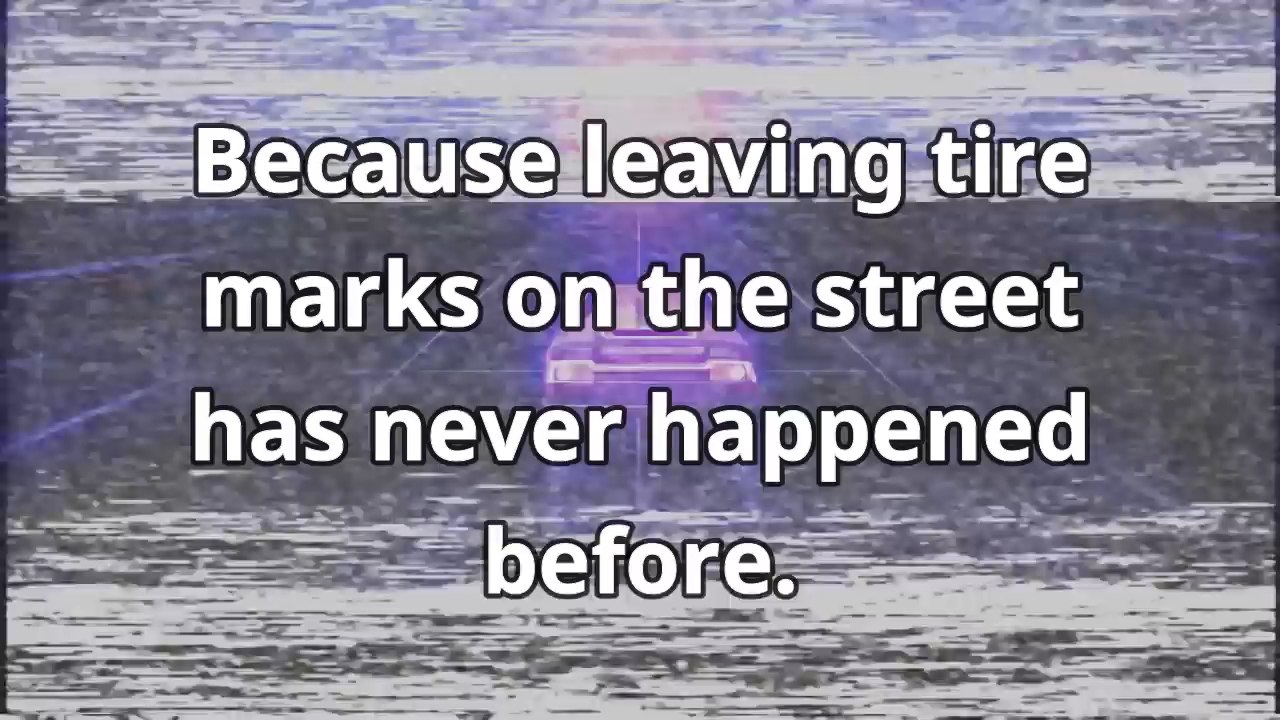 Because leaving tire
marks on the street
has never happened
before.